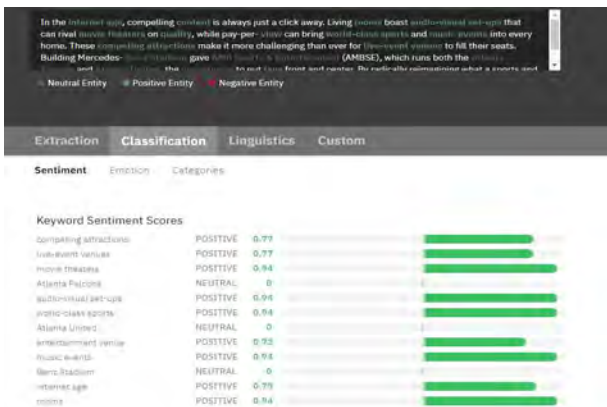 In the internet age, compelling content is always just a click away. Living rooms boast audio-visual set-ups that
can rival movie theaters on quality, while pay-per- view can bring world-class sports and music events into every
home. These competing attractions make it more challenging than ever for live-event venues to fill their seats.
Building Mercedes- gave (AMBSE), which runs both the
and the to put fans front and center. By radically reimagining what a sports and
Neutral Entity Positive Entity Negative Entity
Extraction Classification Linguistics Custom
Sentiment Emotion Categories
Keyword Sentiment Scores
competing attractions POSITIVE 0.77
live-event venues POSITIVE 0.77
movie theaters POSITIVE 0.94
Atlanta Falcons NEUTRAL 0
audio-visual set-ups POSITIVE 0.94
world-class sports POSITIVE 0.94
Atlanta United NEUTRAL 0
entertainment venue POSITIVE 0.72
music events POSITIVE 0.94
Benz Stadium NEUTRAL 0
internet age POSITIVE 0.79
rooms POSITIVE 0.94